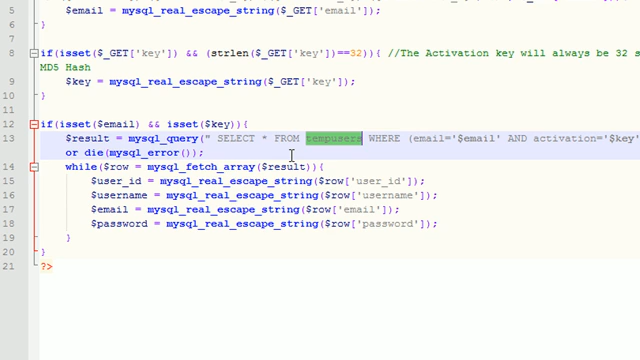 5 $email = mysql_real_escape_string($_GET['email']);
6 }
7
8 if(isset($_GET['key']) && (strlen($_GET['key'])==32)){ //The Activation key will always be 32 s
MD5 Hash
9 $key = mysql_real_escape_string($_GET['key']);
10 }
11
12 if(isset($email) && isset($key)){
13 $result = mysql_query(" SELECT * FROM tempusers WHERE (email='$email' AND activation='$key'
or die(mysql_error());
14 while($row = mysql_fetch_array($result)){
15 $user_id = mysql_real_escape_string($row['user_id']);
16 $username = mysql_real_escape_string($row['username']);
17 $email = mysql_real_escape_string($row['email']);
18 $password = mysql_real_escape_string($row['password']);
19 }
20 }
21 ?>